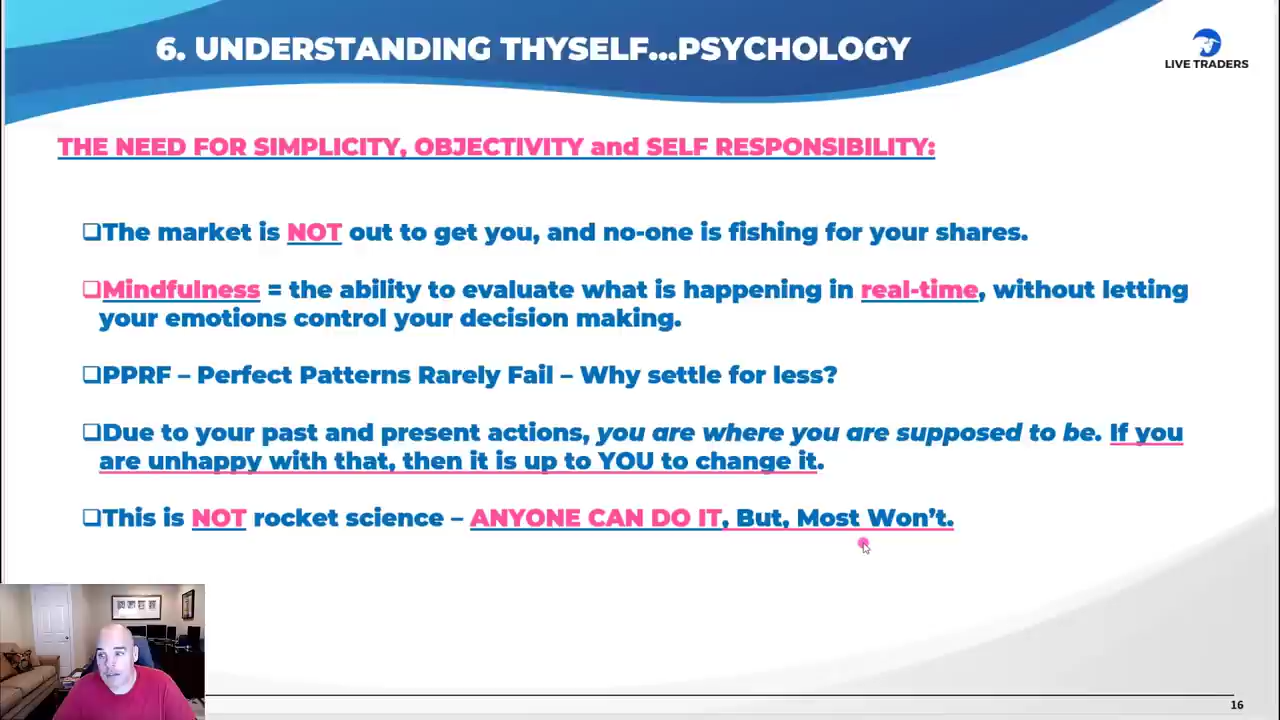 6. UNDERSTANDING THYSELF...PSYCHOLOGY
LIVE TRADERS
THE NEED FOR SIMPLICITY, OBJECTIVITY and SELF RESPONSIBILITY:
❑The market is NOT out to get you, and no-one is fishing for your shares.
❑Mindfulness = the ability to evaluate what is happening in real-time, without letting
your emotions control your decision making.
❑PPRF – Perfect Patterns Rarely Fail – Why settle for less?
❑Due to your past and present actions, you are where you are supposed to be. If you
are unhappy with that, then it is up to YOU to change it.
❑This is NOT rocket science – ANYONE CAN DO IT, But, Most Won’t.
16